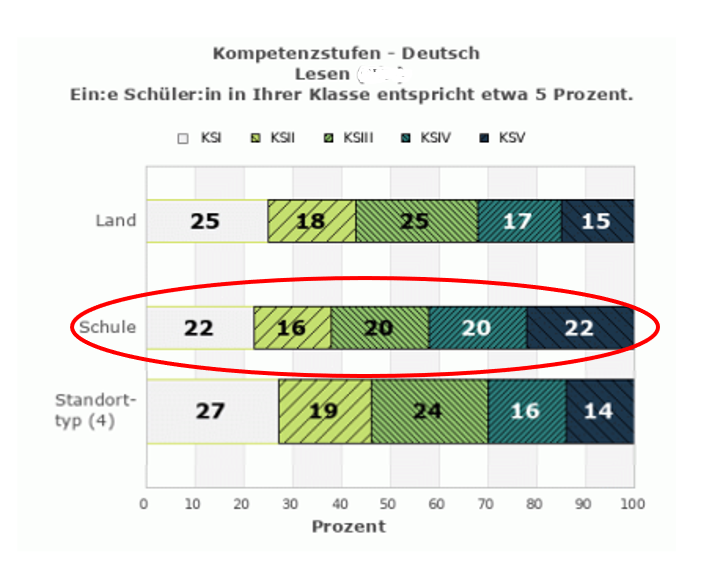 Kompetenzstufen - Deutsch
Lesen
Ein:e Schüler:in in Ihrer Klasse entspricht etwa 5 Prozent.
KSI KSII KSIII KSIV KSV
Land 25 18 25 17 15
Schule 22 16 20 20 22
Standort-
typ (4) 27 19 24 16 14
0 10 20 30 40 50 60 70 80 90 100
Prozent